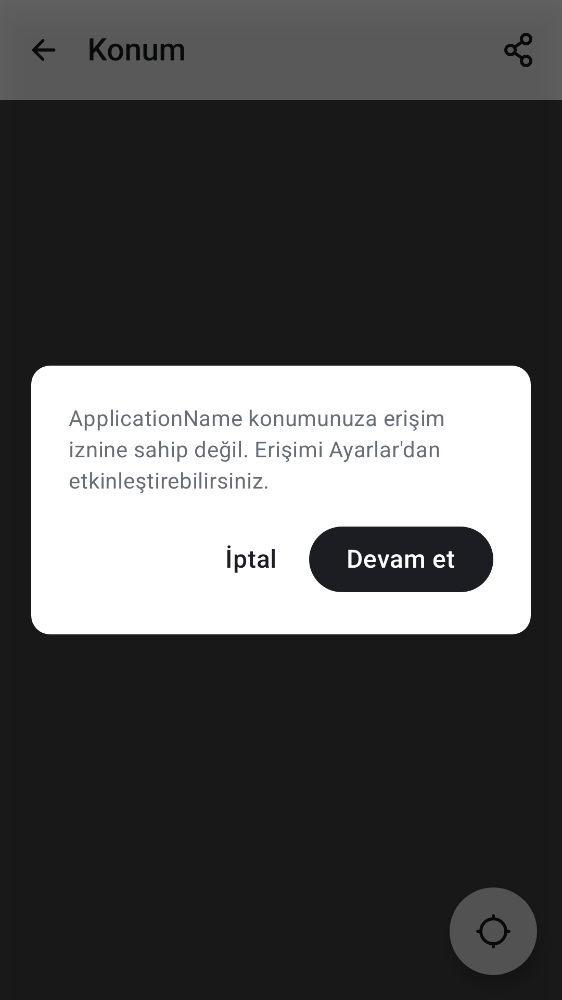 Konum
ApplicationName konumunuza erişim
iznine sahip değil. Erişimi Ayarlar'dan
etkinleştirebilirsiniz.
İptal
Devam et